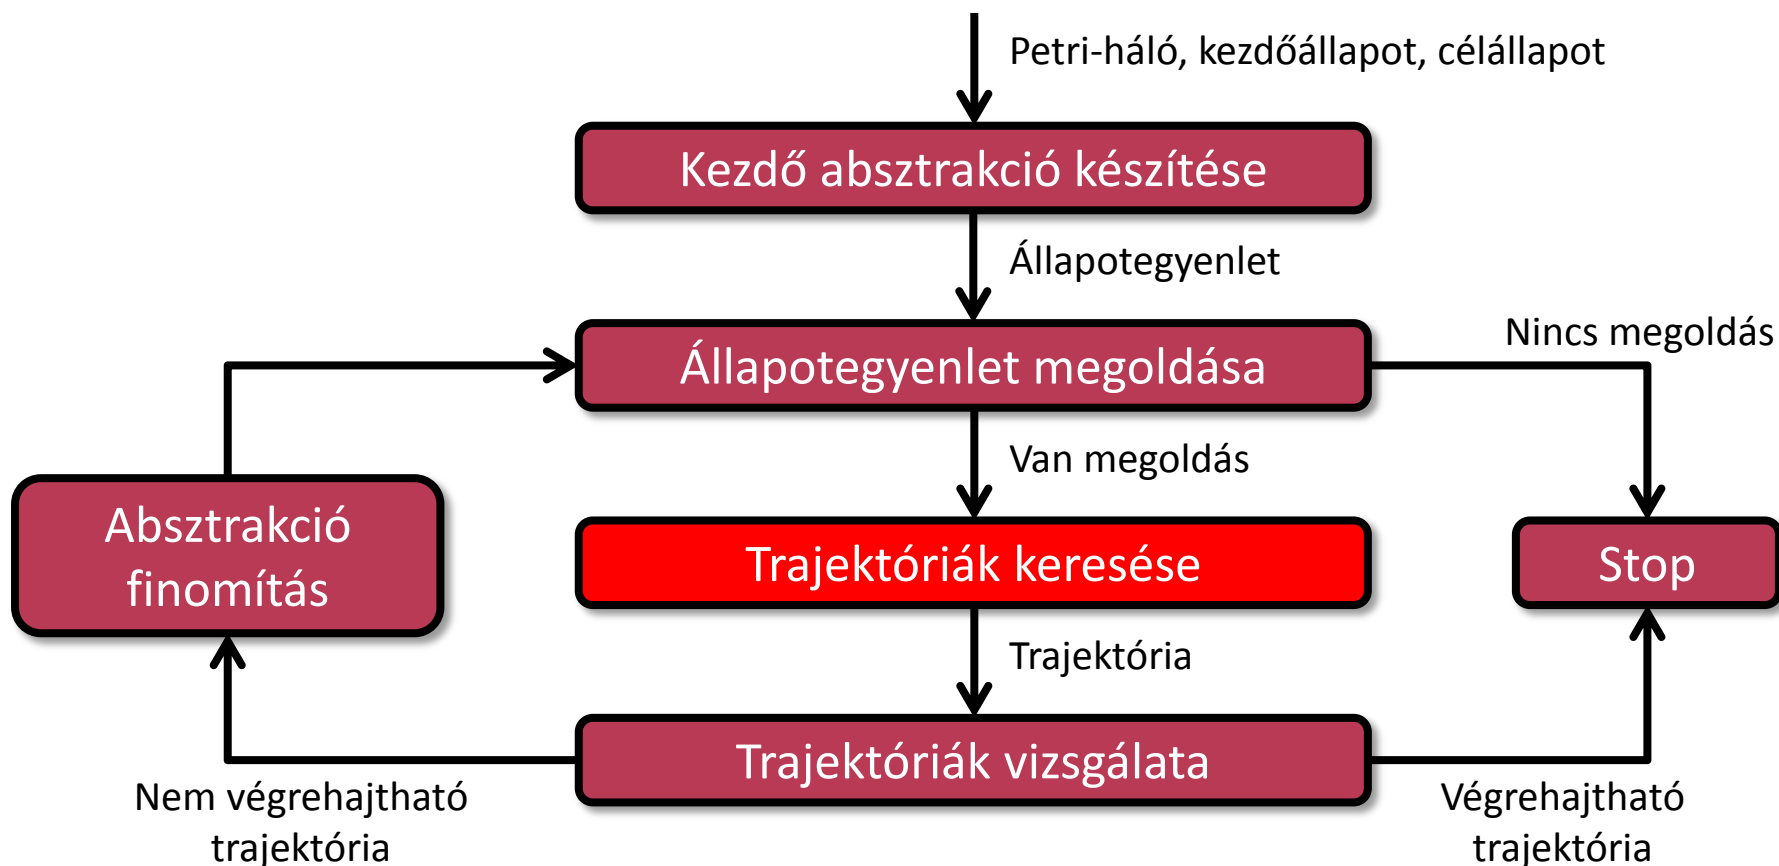 Petri-háló, kezdőállapot, célállapot
Kezdő absztrakció készítése
Állapotegyenlet
Nincs megoldás
Állapotegyenlet megoldása
Van megoldás
Absztrakció
finomítás
Trajektóriák keresése
Stop
Trajektória
Trajektóriák vizsgálata
Nem végrehajtható
trajektória
Végrehajtható
trajektória